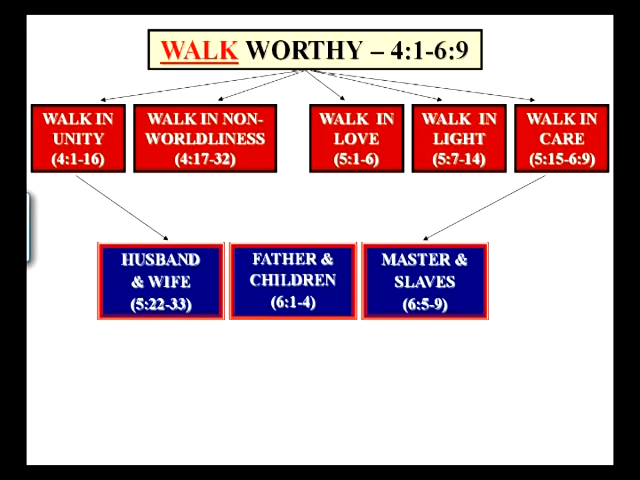 WALK WORTHY – 4:1-6:9
WALK IN
UNITY
(4:1-16)
WALK IN NON-
WORLDLINESS
(4:17-32)
WALK IN
LOVE
(5:1-6)
WALK IN
LIGHT
(5:7-14)
WALK IN
CARE
(5:15-6:9)
HUSBAND
& WIFE
(5:22-33)
FATHER &
CHILDREN
(6:1-4)
MASTER &
SLAVES
(6:5-9)